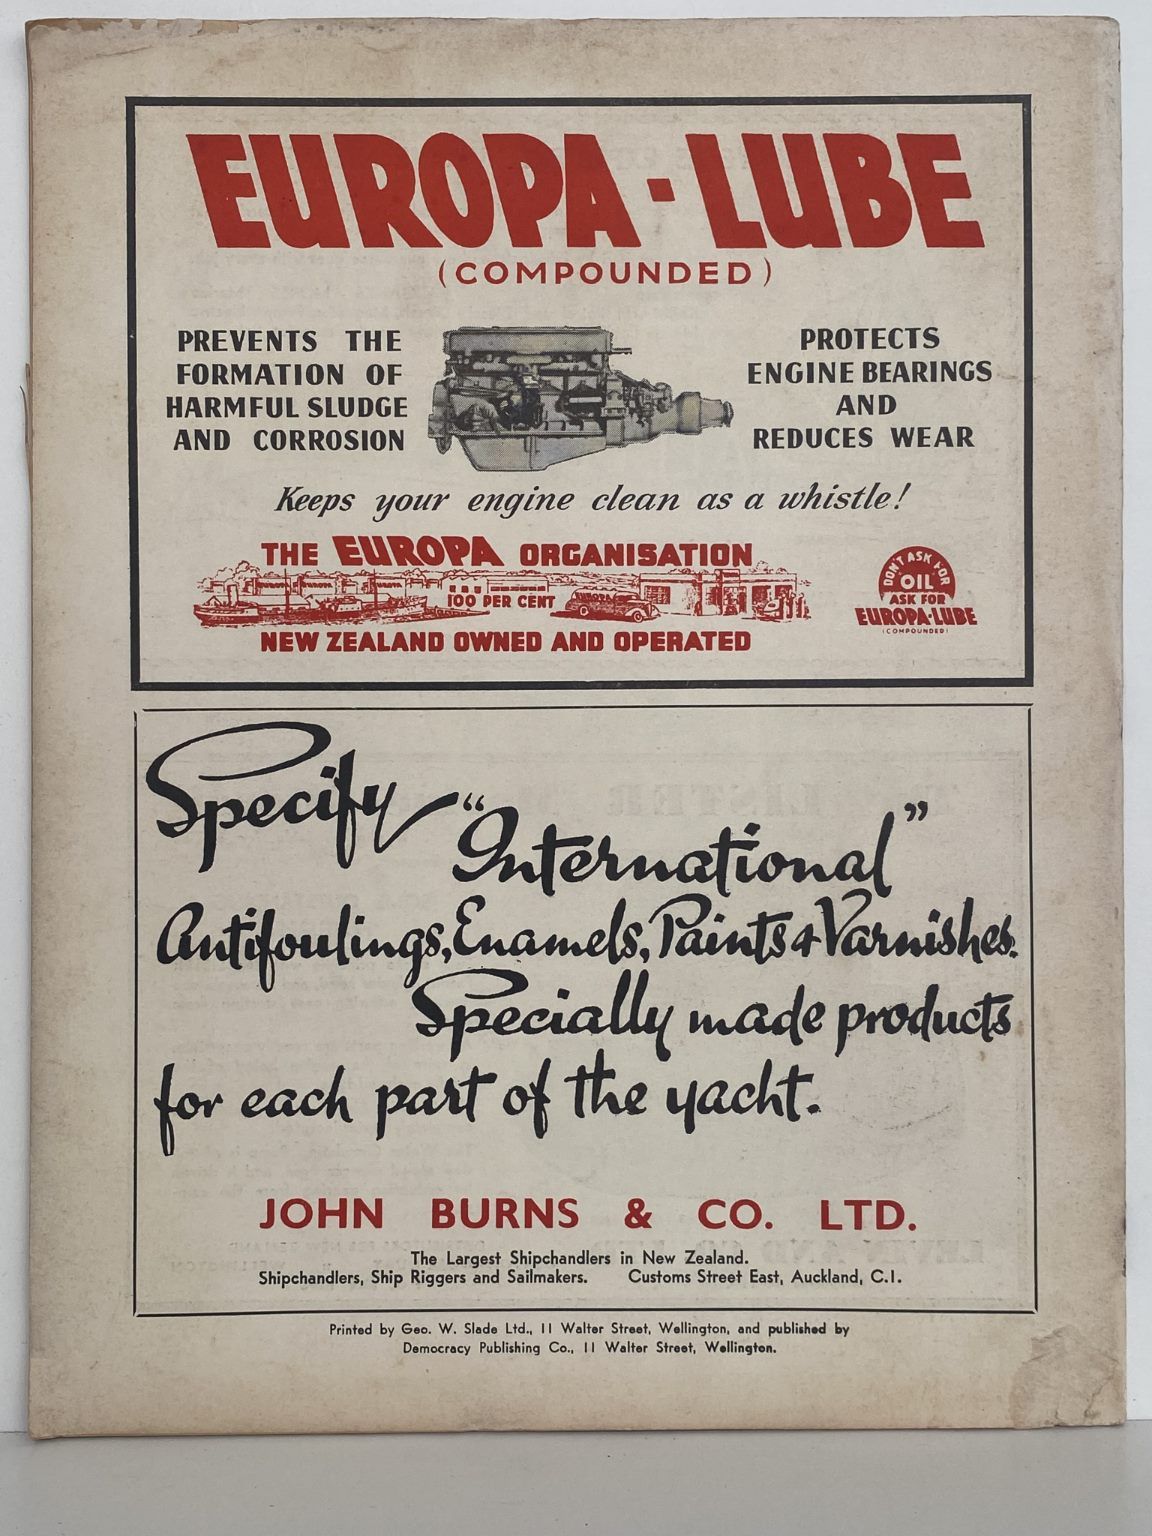 EUROPA-LUBE
(COMPOUNDED)
PREVENTS THE
FORMATION OF
HARMFUL SLUDGE
AND CORROSION
PROTECTS
ENGINE BEARINGS
AND
REDUCES WEAR
Keeps your engine clean as a whistle!
THE EUROPA ORGANISATION
100 PER CENT
NEW ZEALAND OWNED AND OPERATED
DON'T ASK FOR
OIL
ASK FOR
EUROPA-LUBE
(COMPOUNDED)
Specify "International"
Antifoulings, Enamels, Paints & Varnishes.
Specially made products
for each part of the yacht.
JOHN BURNS & CO. LTD.
The Largest Shipchandlers in New Zealand.
Shipchandlers, Ship Riggers and Sailmakers. Customs Street East, Auckland, C.1.
Printed by Geo. W. Slade Ltd., 11 Walter Street, Wellington, and published by
Democracy Publishing Co., 11 Walter Street, Wellington.